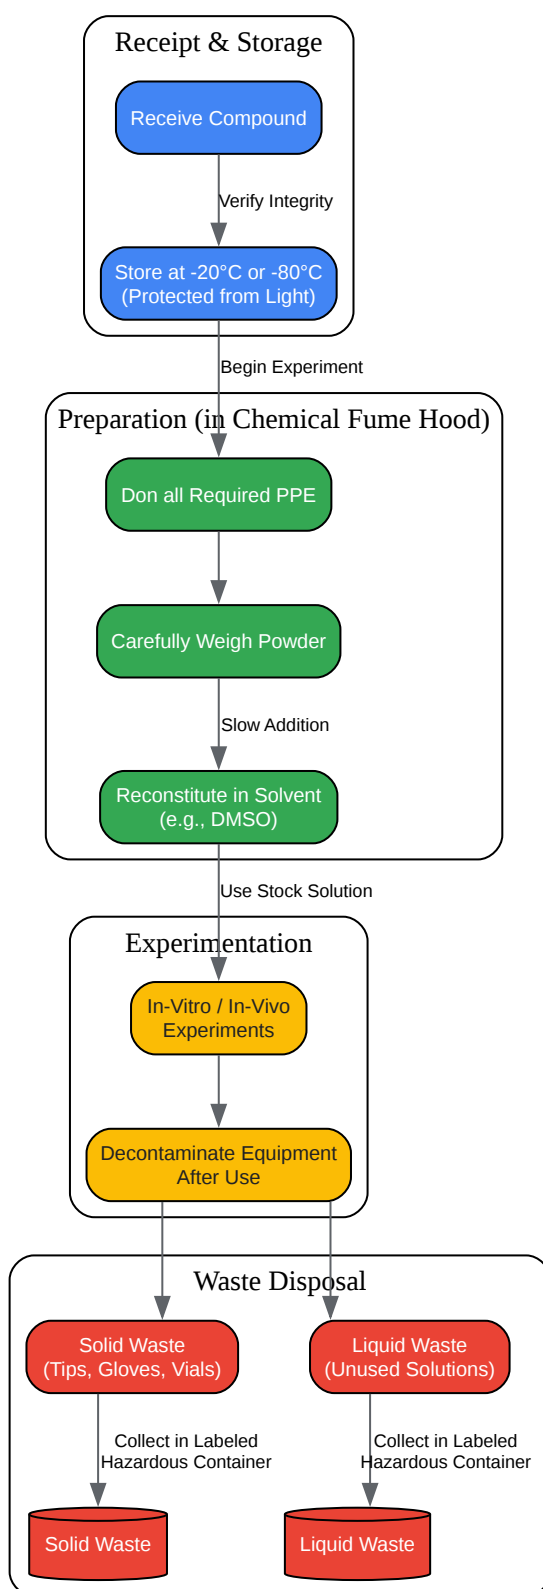 Receipt & Storage
Receive Compound
Verify Integrity
Store at -20°C or -80°C
(Protected from Light)
Begin Experiment
Preparation (in Chemical Fume Hood)
Don all Required PPE
Carefully Weigh Powder
Slow Addition
Reconstitute in Solvent
(e.g., DMSO)
Use Stock Solution
Experimentation
In-Vitro / In-Vivo
Experiments
Decontaminate Equipment
After Use
Waste Disposal
Solid Waste
(Tips, Gloves, Vials)
Liquid Waste
(Unused Solutions)
Collect in Labeled
Hazardous Container
Collect in Labeled
Hazardous Container
Solid Waste
Liquid Waste